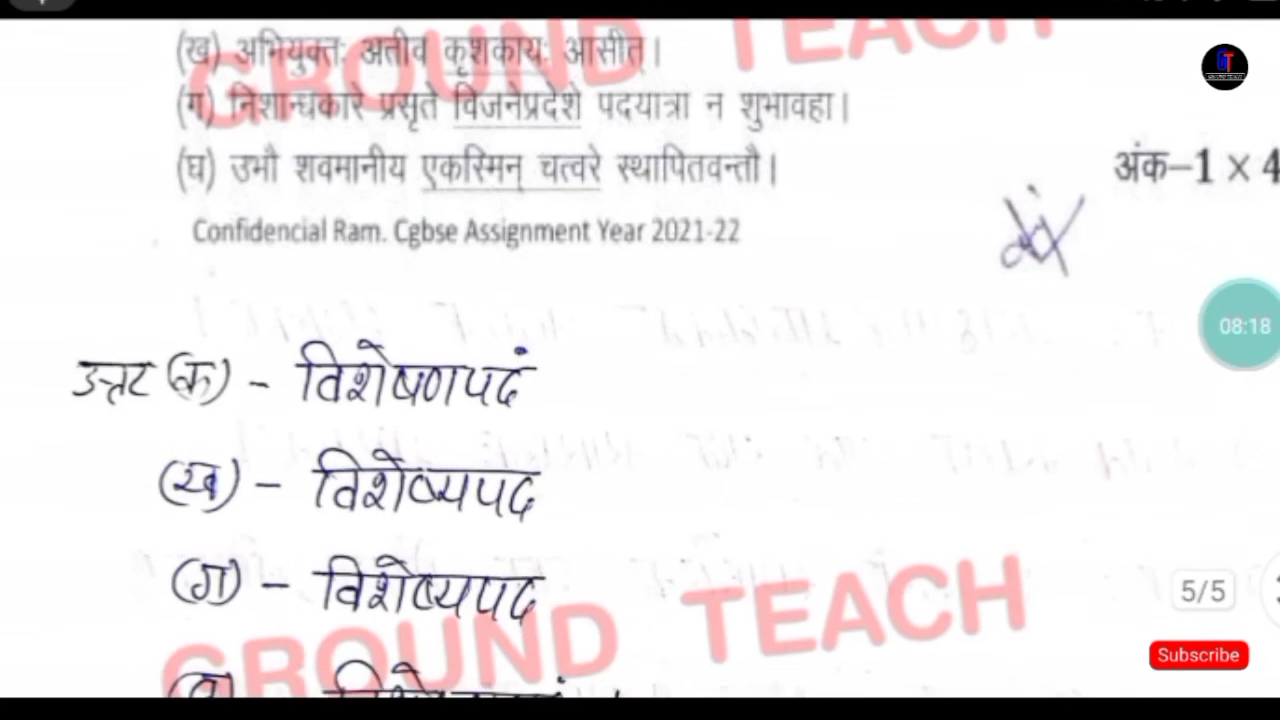 GROUND TEACH
(ख) अभियुक्तः अतीव कृशकायः आसीत्।
(ग) निशान्धकारे प्रसृते विजनप्रदेशे पदयात्रा न शुभावहा।
(घ) उभौ शवमानीय एकस्मिन् चत्वरे स्थापितवन्तौ।
अंक-1 × 4
Confidencial Ram. Cgbse Assignment Year 2021-22
08:18
उत्तर (क) - विशेषणपदं
(ख) - विशेष्यपद
(ग) - विशेष्यपद
5/5
GROUND TEACH
Subscribe